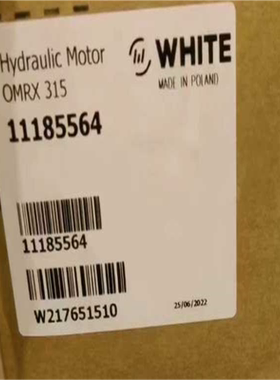 Hydraulic Motor
WHITE
OMRX 315
MADE IN POLAND
11185564
11185564
W217651510
25/06/2022